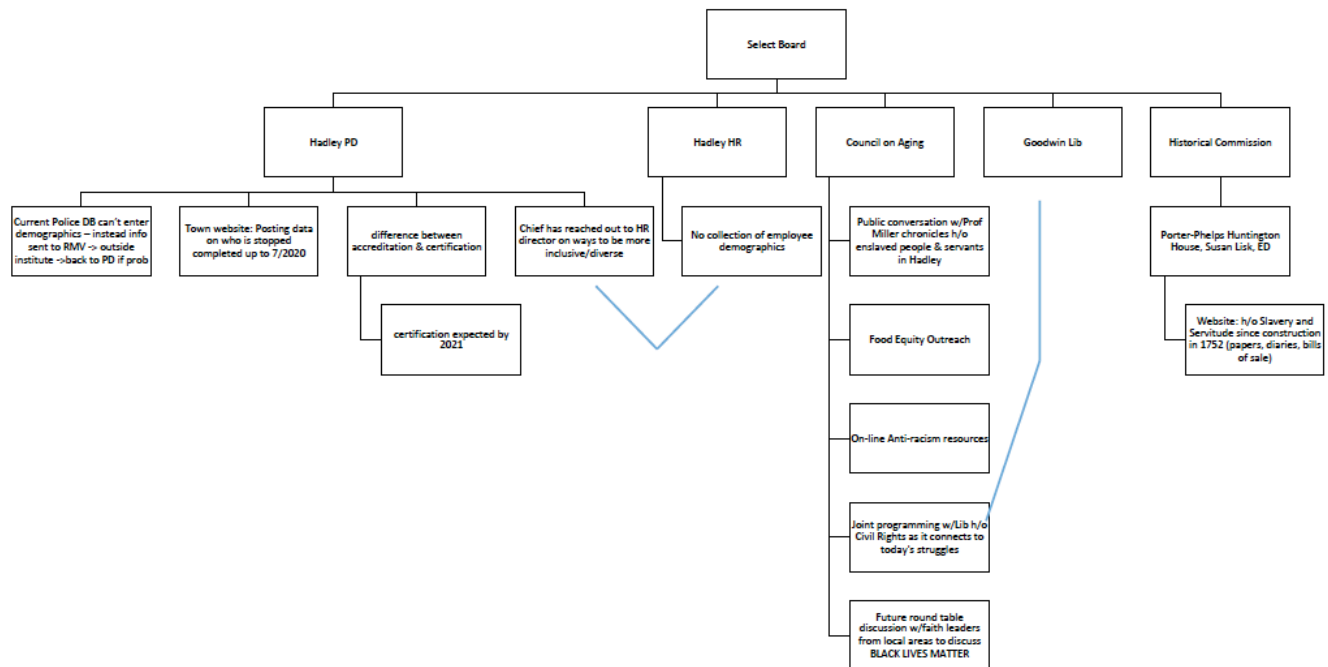 Select Board
Hadley PD
Hadley HR
Council on Aging
Goodwin Lib
Historical Commission
Current Police DB can't enter
demographics – instead info
sent to RMV -> outside
institute ->back to PD if prob
Town website: Posting data
on who is stopped
completed up to 7/2020
difference between
accreditation & certification
Chief has reached out to HR
director on ways to be more
inclusive/diverse
No collection of employee
demographics
Public conversation w/Prof
Miller chronicles h/o
enslaved people & servants
in Hadley
Porter-Phelps Huntington
House, Susan Lisk, ED
certification expected by
2021
Food Equity Outreach
Website: h/o Slavery and
Servitude since construction
in 1752 (papers, diaries, bills
of sale)
On-line Anti-racism resources
Joint programming w/Lib h/o
Civil Rights as it connects to
today's struggles
Future round table
discussion w/faith leaders
from local areas to discuss
BLACK LIVES MATTER